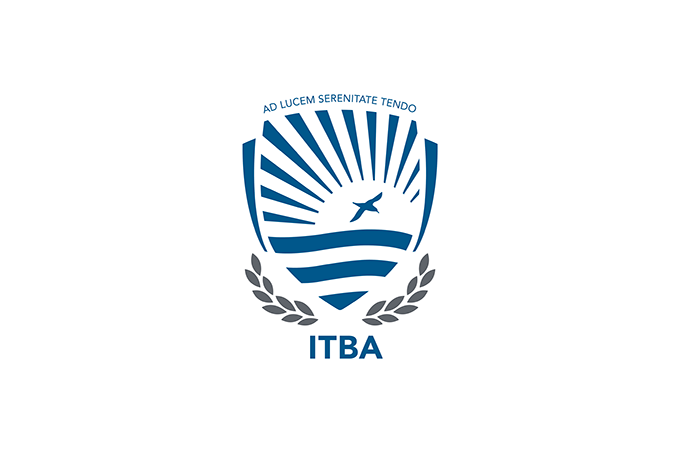 AD LUCEM SERENITATE TENDO
ITBA